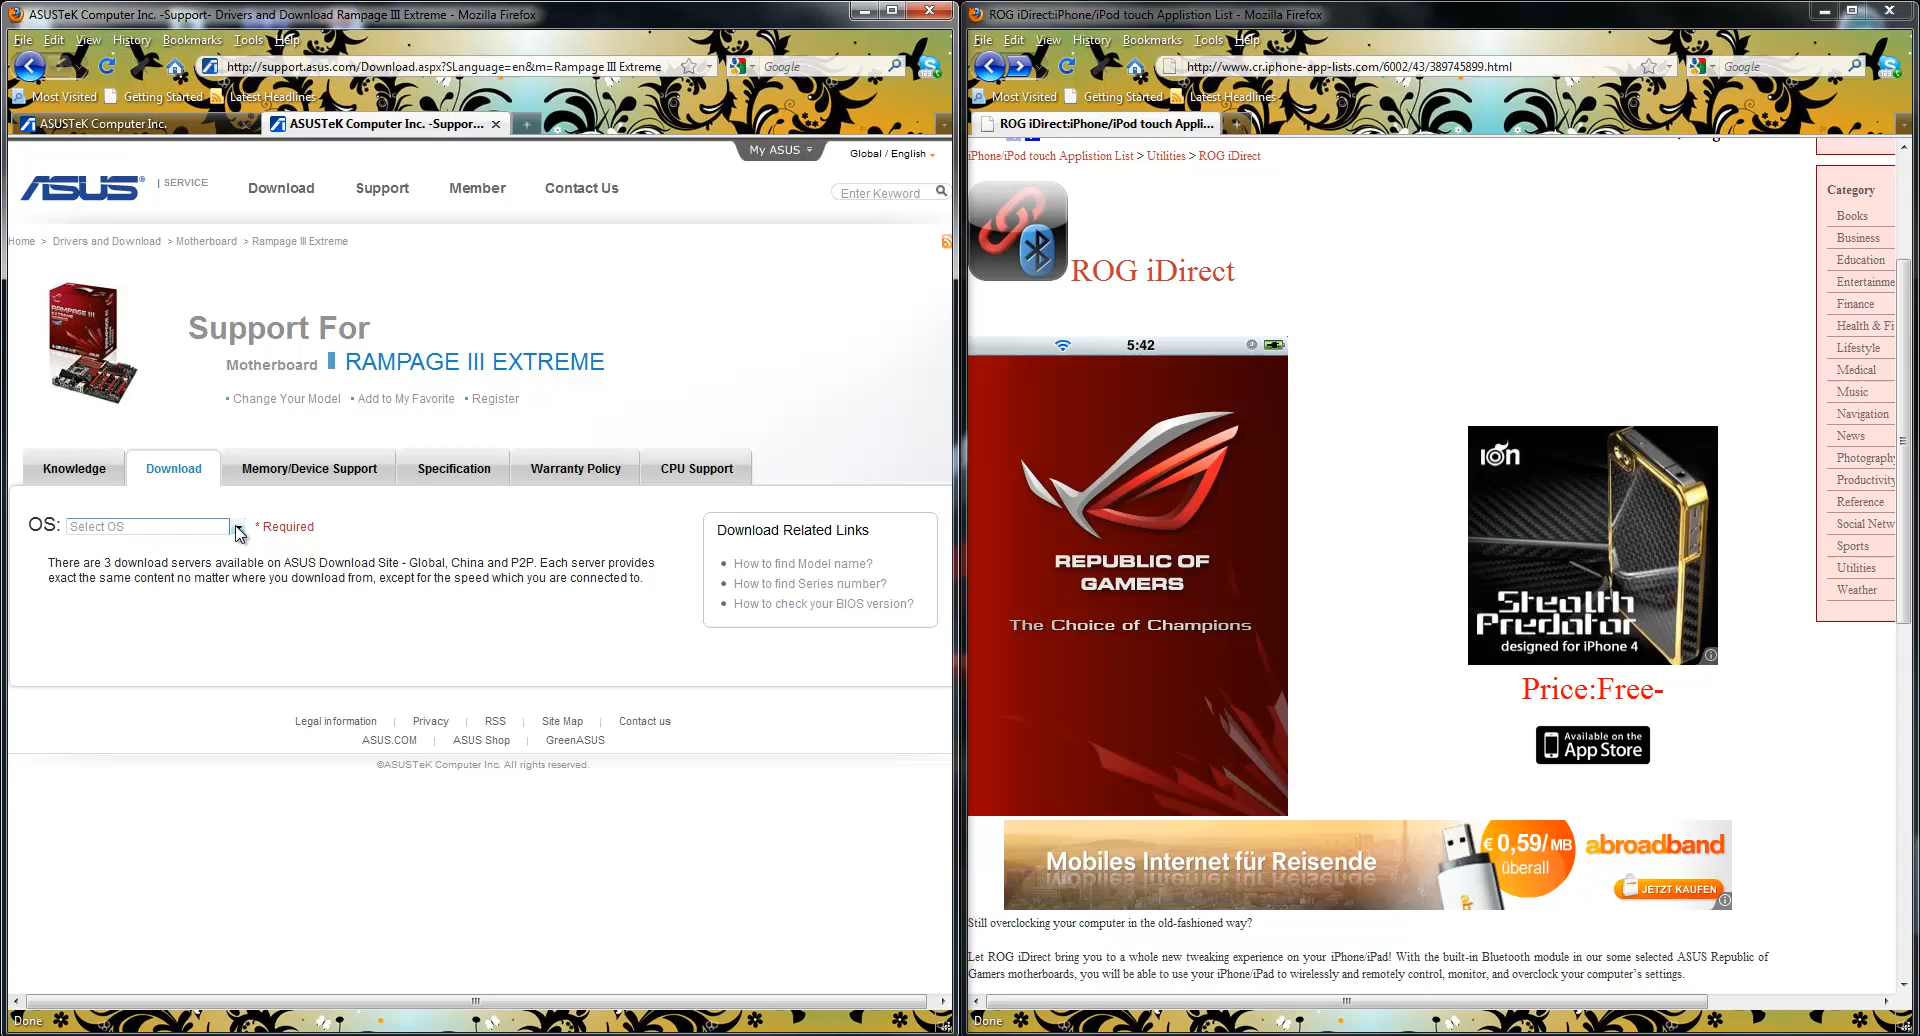 ASUSTeK Computer Inc. -Support- Drivers and Download Rampage III Extreme - Mozilla Firefox
File Edit View History Bookmarks Tools Help
http://support.asus.com/Download.aspx?SLanguage=en&m=Rampage III Extreme
Google
Most Visited Getting Started Latest Headlines
ASUSTeK Computer Inc.
ASUSTeK Computer Inc. -Suppor...
My ASUS
Global / English
ASUS
SERVICE
Download Support Member Contact Us
Enter Keyword
Home > Drivers and Download > Motherboard > Rampage III Extreme
RAMPAGE III
EXTREME
Support For
Motherboard RAMPAGE III EXTREME
Change Your Model Add to My Favorite Register
Knowledge Download Memory/Device Support Specification Warranty Policy CPU Support
OS: Select OS * Required
There are 3 download servers available on ASUS Download Site - Global, China and P2P. Each server provides
exact the same content no matter where you download from, except for the speed which you are connected to.
Download Related Links
How to find Model name?
How to find Series number?
How to check your BIOS version?
Legal information | Privacy | RSS | Site Map | Contact us
ASUS.COM | ASUS Shop | GreenASUS
©ASUSTeK Computer Inc. All rights reserved.
Done
ROG iDirect:iPhone/iPod touch Applistion List - Mozilla Firefox
File Edit View History Bookmarks Tools Help
http://www.cr.iphone-app-lists.com/6002/43/389745899.html
Google
Most Visited Getting Started Latest Headlines
ROG iDirect:iPhone/iPod touch Appli...
iPhone/iPod touch Applistion List > Utilities > ROG iDirect
ROG iDirect
5:42
REPUBLIC OF
GAMERS
The Choice of Champions
iōn
Stealth
Predator
designed for iPhone 4
Price:Free-
Available on the
App Store
Category
Books
Business
Education
Entertainme
Finance
Health & Fi
Lifestyle
Medical
Music
Navigation
News
Photography
Productivity
Reference
Social Netw
Sports
Utilities
Weather
Mobiles Internet für Reisende
€ 0,59/MB
überall
abroadband
JETZT KAUFEN
Still overclocking your computer in the old-fashioned way?
Let ROG iDirect bring you to a whole new tweaking experience on your iPhone/iPad! With the built-in Bluetooth module in our some selected ASUS Republic of
Gamers motherboards, you will be able to use your iPhone/iPad to wirelessly and remotely control, monitor, and overclock your computer's settings.
Done